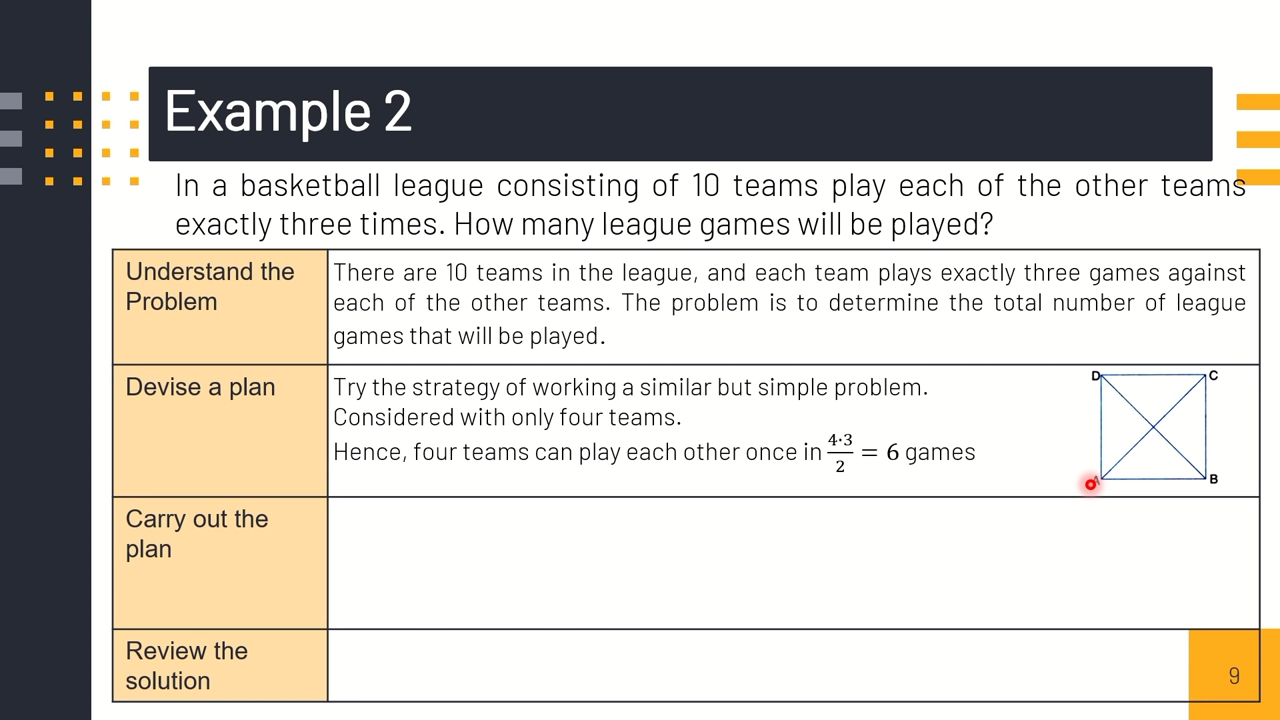 Example 2
In a basketball league consisting of 10 teams play each of the other teams
exactly three times. How many league games will be played?
Understand the
Problem
There are 10 teams in the league, and each team plays exactly three games against
each of the other teams. The problem is to determine the total number of league
games that will be played.
Devise a plan
Try the strategy of working a similar but simple problem.
Considered with only four teams.
Hence, four teams can play each other once in 4·3/2 = 6 games
D
C
A
B
Carry out the
plan
Review the
solution
9